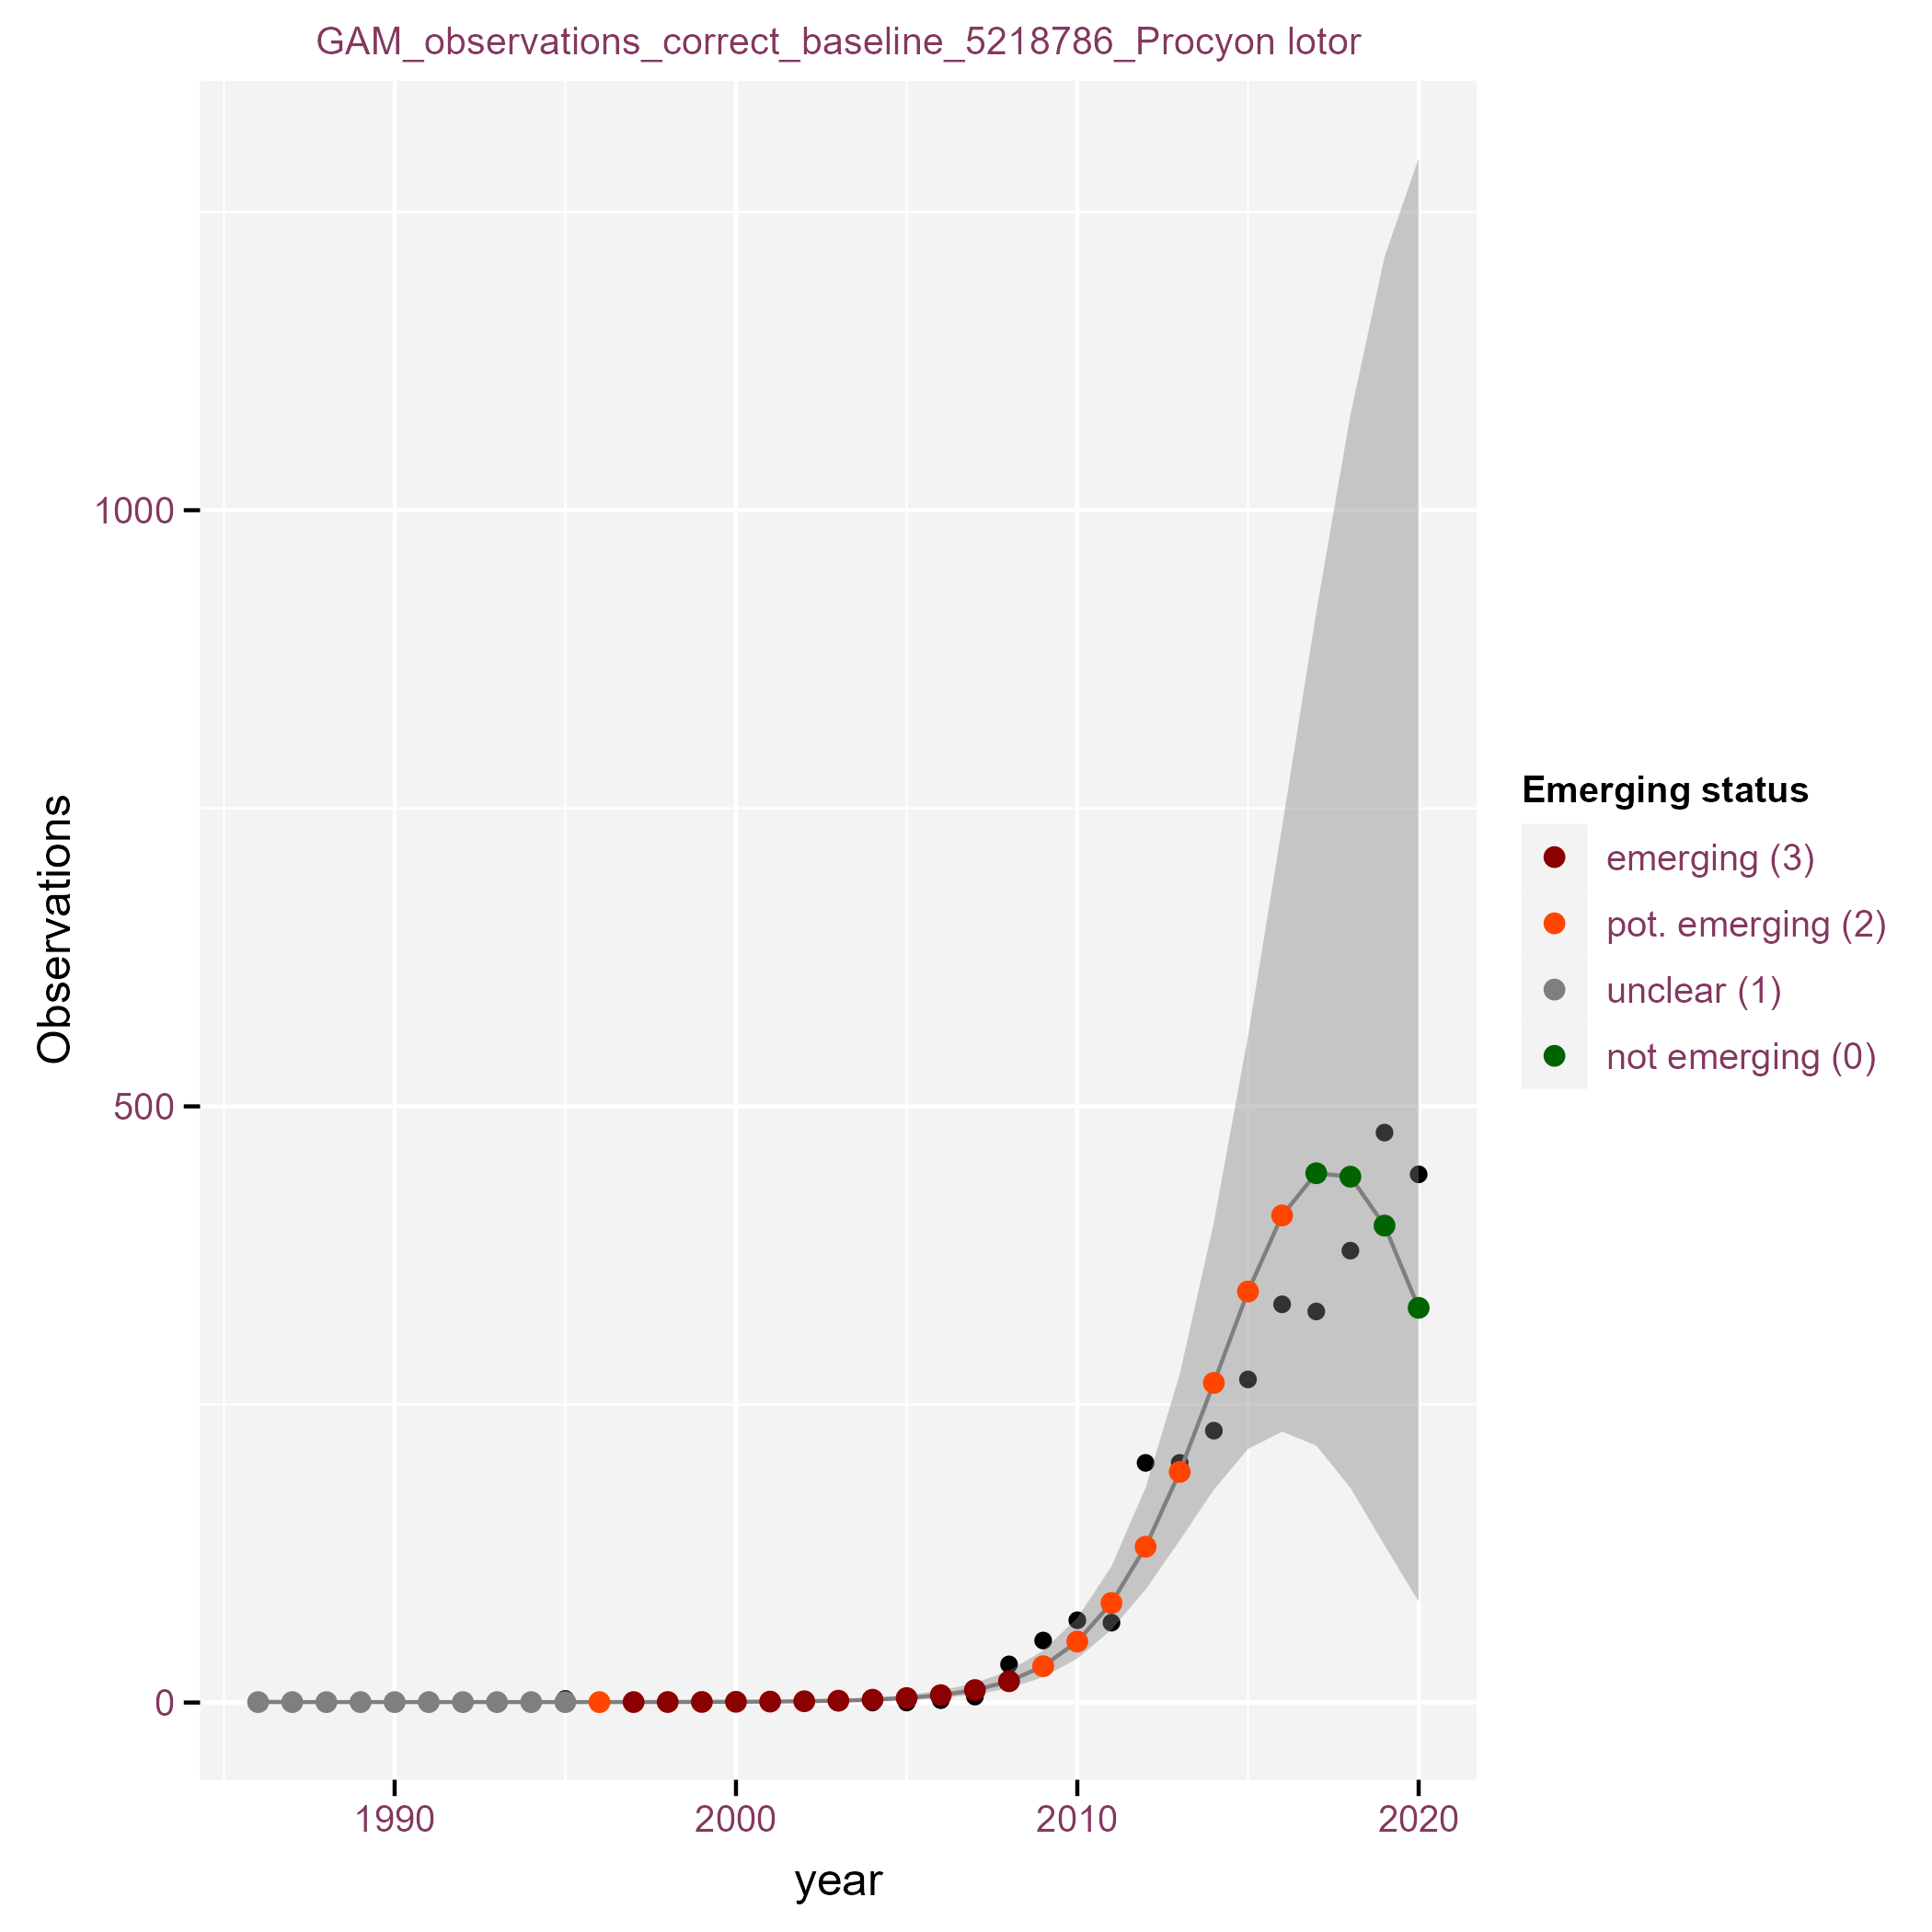 GAM_observations_correct_baseline_5218786_Procyon lotor
1000
500
0
Observations
1990 2000 2010 2020
year
Emerging status
emerging (3)
pot. emerging (2)
unclear (1)
not emerging (0)